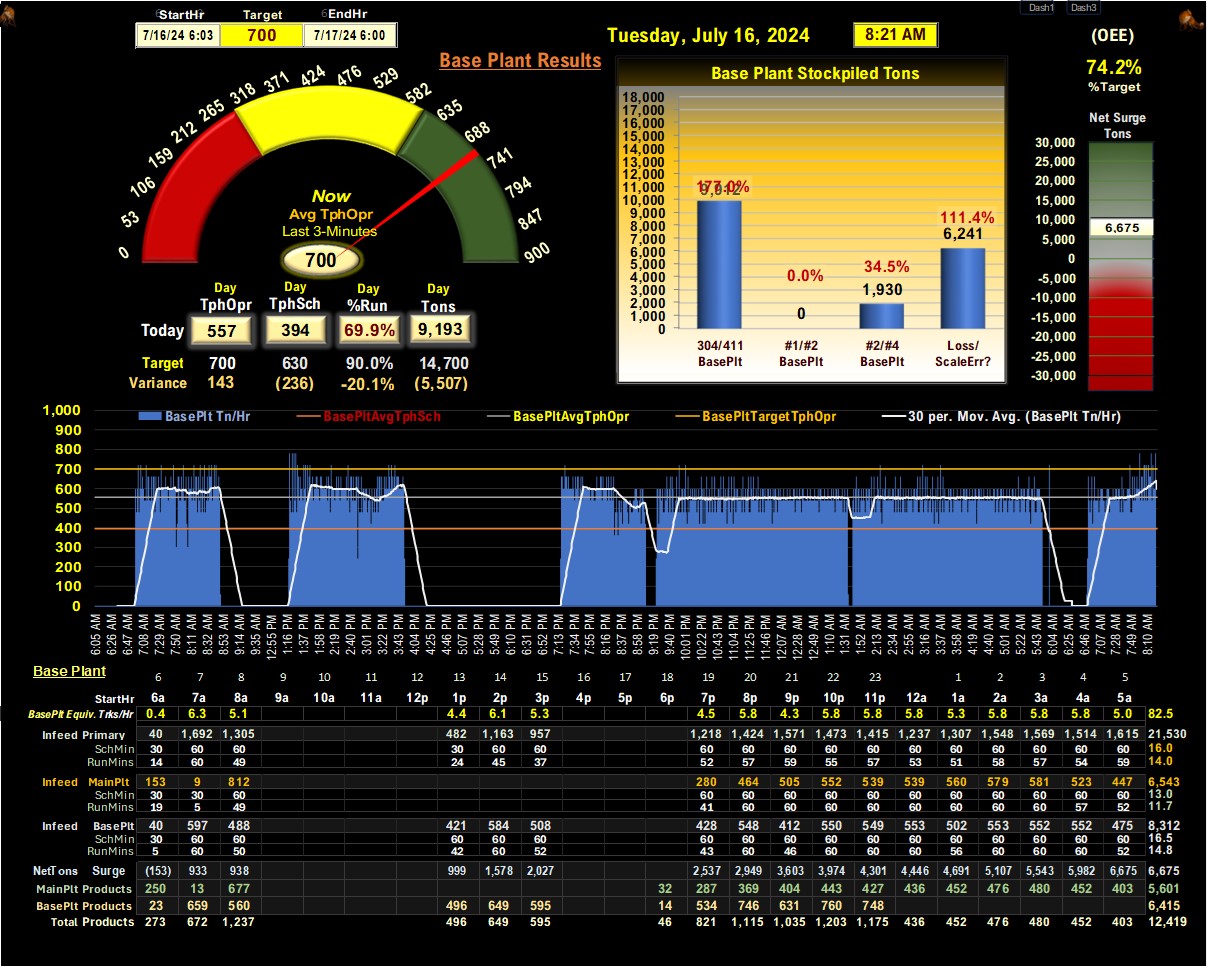 Dash1 Dash3
StartHr Target EndHr
7/16/24 6:03 700 7/17/24 6:00
Tuesday, July 16, 2024 8:21 AM
(OEE)
74.2%
%Target
Base Plant Results
0 53 106 159 212 265 318 371 424 476 529 582 635 688 741 794 847 900
Now
Avg TphOpr
Last 3-Minutes
700
Day Day Day Day
TphOpr TphSch %Run Tons
Today 557 394 69.9% 9,193
Target 700 630 90.0% 14,700
Variance 143 (236) -20.1% (5,507)
Base Plant Stockpiled Tons
18,000
17,000
16,000
15,000
14,000
13,000
12,000
11,000
10,000
9,000
8,000
7,000
6,000
5,000
4,000
3,000
2,000
1,000
0
177.0%
9,912
0.0%
0
34.5%
1,930
111.4%
6,241
304/411 #1/#2 #2/#4 Loss/
BasePlt BasePlt BasePlt ScaleErr?
Net Surge
Tons
30,000
25,000
20,000
15,000
10,000
6,675
5,000
0
-5,000
-10,000
-15,000
-20,000
-25,000
-30,000
BasePlt Tn/Hr BasePltAvgTphSch BasePltAvgTphOpr BasePltTargetTphOpr 30 per. Mov. Avg. (BasePlt Tn/Hr)
1,000
900
800
700
600
500
400
300
200
100
0
6:05 AM 6:26 AM 6:47 AM 7:08 AM 7:29 AM 7:50 AM 8:11 AM 8:32 AM 8:53 AM 9:14 AM 9:35 AM 12:55 PM 1:16 PM 1:37 PM 1:58 PM 2:19 PM 2:40 PM 3:01 PM 3:22 PM 3:43 PM 4:25 PM 4:46 PM 5:07 PM 5:28 PM 5:49 PM 6:10 PM 6:31 PM 6:52 PM 7:13 PM 7:34 PM 7:55 PM 8:16 PM 8:37 PM 8:58 PM 9:19 PM 9:40 PM 10:01 PM 10:22 PM 10:43 PM 11:04 PM 11:25 PM 11:46 PM 12:07 AM 12:28 AM 12:49 AM 1:10 AM 1:31 AM 1:52 AM 2:13 AM 2:34 AM 2:55 AM 3:16 AM 3:37 AM 3:58 AM 4:19 AM 4:40 AM 5:01 AM 5:22 AM 5:43 AM 6:04 AM 6:25 AM 6:46 AM 7:07 AM 7:28 AM 7:49 AM 8:10 AM
Base Plant 6 7 8 9 10 11 12 13 14 15 16 17 18 19 20 21 22 23 1 2 3 4 5
StartHr 6a 7a 8a 9a 10a 11a 12p 1p 2p 3p 4p 5p 6p 7p 8p 9p 10p 11p 12a 1a 2a 3a 4a 5a
BasePlt Equiv. Trks/Hr 0.4 6.3 5.1 4.4 6.1 5.3 4.5 5.8 4.3 5.8 5.8 5.8 5.3 5.8 5.8 5.8 5.0 82.5
Infeed Primary 40 1,692 1,305 482 1,163 957 1,218 1,424 1,571 1,473 1,415 1,237 1,307 1,548 1,569 1,514 1,615 21,530
SchMin 30 60 60 30 60 60 60 60 60 60 60 60 60 60 60 60 60 16.0
RunMins 14 60 49 24 45 37 52 57 59 55 57 53 51 58 57 54 59 14.0
Infeed MainPlt 153 9 812 280 464 505 552 539 539 560 579 581 523 447 6,543
SchMin 30 30 60 60 60 60 60 60 60 60 60 60 60 60 13.0
RunMins 19 5 49 41 60 60 60 60 60 60 60 60 57 52 11.7
Infeed BasePlt 40 597 488 421 584 508 428 548 412 550 549 553 502 553 552 552 475 8,312
SchMin 30 60 60 60 60 60 60 60 60 60 60 60 60 60 60 60 60 16.5
RunMins 5 60 50 42 60 52 43 60 46 60 60 60 56 60 60 60 52 14.8
NetTons Surge (153) 933 938 999 1,578 2,027 2,537 2,949 3,603 3,974 4,301 4,446 4,691 5,107 5,543 5,982 6,675 6,675
MainPlt Products 250 13 677 32 287 369 404 443 427 436 452 476 480 452 403 5,601
BasePlt Products 23 659 560 496 649 595 14 534 746 631 760 748 6,415
Total Products 273 672 1,237 496 649 595 46 821 1,115 1,035 1,203 1,175 436 452 476 480 452 403 12,419